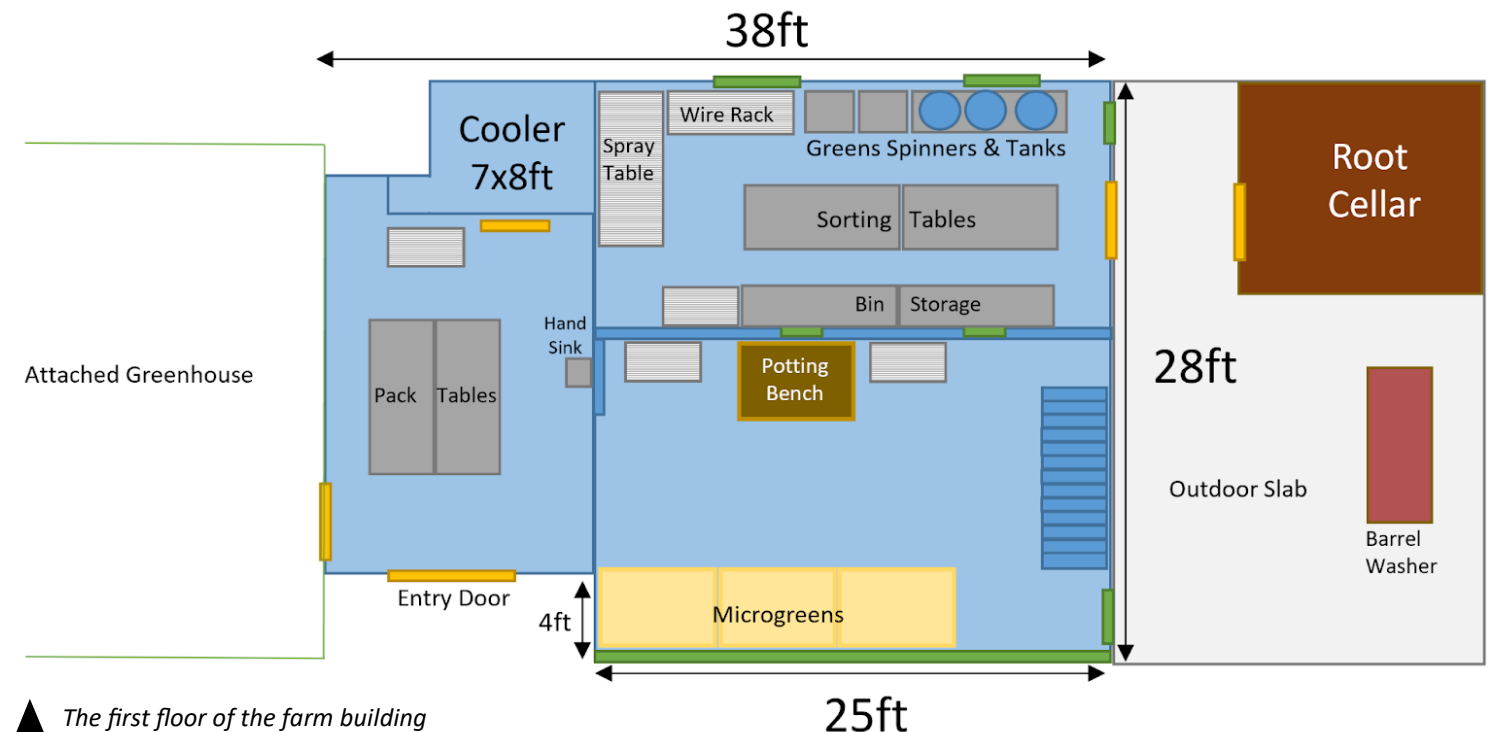 38ft
Cooler
7x8ft
Spray
Table
Wire Rack
Greens Spinners & Tanks
Root
Cellar
Sorting Tables
Bin Storage
Hand
Sink
Attached Greenhouse
Pack Tables
Potting
Bench
28ft
Outdoor Slab
Barrel
Washer
Entry Door
4ft
Microgreens
25ft
The first floor of the farm building